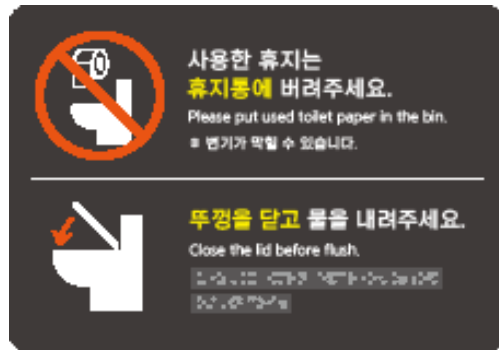 사용한 휴지는
휴지통에 버려주세요.
Please put used toilet paper in the bin.
※ 변기가 막힐 수 있습니다.
뚜껑을 닫고 물을 내려주세요.
Close the lid before flush.